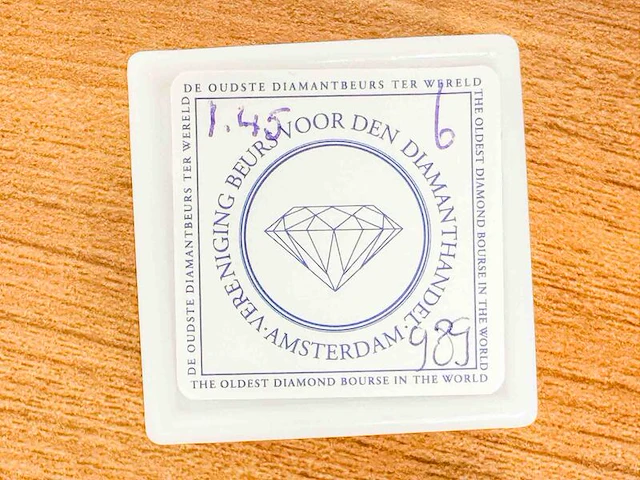 DE OUDSTE DIAMANTBEURS TER WERELD
THE OLDEST DIAMOND BOURSE IN THE WORLD
DE OUDSTE DIAMANTBEURS TER WERELD
1.45
6
VERENIGING BEURS VOOR DEN DIAMANTHANDEL
·AMSTERDAM·
989
THE OLDEST DIAMOND BOURSE IN THE WORLD